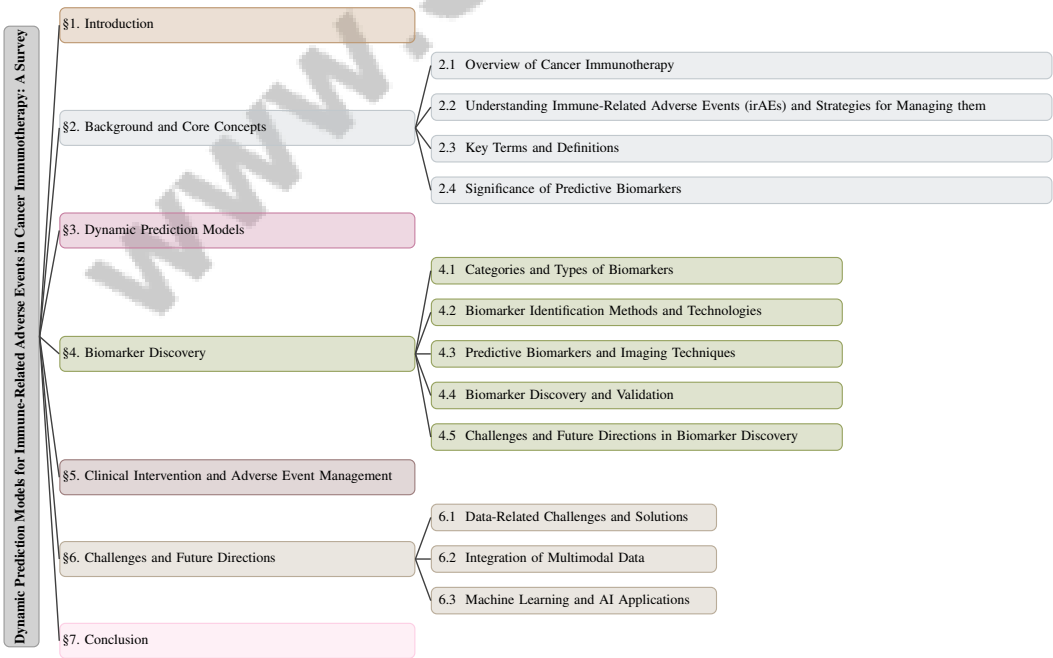 Dynamic Prediction Models for Immune-Related Adverse Events in Cancer Immunotherapy: A Survey
§1. Introduction
§2. Background and Core Concepts
2.1 Overview of Cancer Immunotherapy
2.2 Understanding Immune-Related Adverse Events (irAEs) and Strategies for Managing them
2.3 Key Terms and Definitions
2.4 Significance of Predictive Biomarkers
§3. Dynamic Prediction Models
§4. Biomarker Discovery
4.1 Categories and Types of Biomarkers
4.2 Biomarker Identification Methods and Technologies
4.3 Predictive Biomarkers and Imaging Techniques
4.4 Biomarker Discovery and Validation
4.5 Challenges and Future Directions in Biomarker Discovery
§5. Clinical Intervention and Adverse Event Management
§6. Challenges and Future Directions
6.1 Data-Related Challenges and Solutions
6.2 Integration of Multimodal Data
6.3 Machine Learning and AI Applications
§7. Conclusion
www.